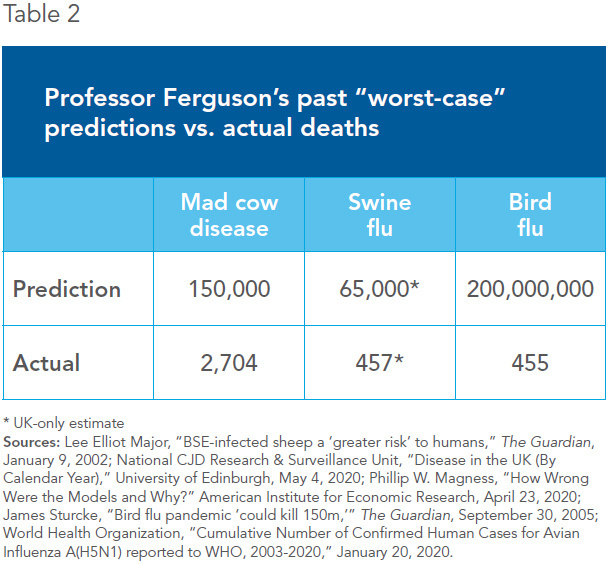 Table 2
Professor Ferguson's past “worst-case”
predictions vs. actual deaths
Mad cow
disease
Swine
flu
Bird
flu
Prediction 150,000 65,000* 200,000,000
Actual 2,704 457* 455
* UK-only estimate
Sources: Lee Elliot Major, “BSE-infected sheep a ‘greater risk’ to humans,” The Guardian,
January 9, 2002; National CJD Research & Surveillance Unit, “Disease in the UK (By
Calendar Year),” University of Edinburgh, May 4, 2020; Phillip W. Magness, “How Wrong
Were the Models and Why?” American Institute for Economic Research, April 23, 2020;
James Sturcke, “Bird flu pandemic ‘could kill 150m,’” The Guardian, September 30, 2005;
World Health Organization, “Cumulative Number of Confirmed Human Cases for Avian
Influenza A(H5N1) reported to WHO, 2003-2020,” January 20, 2020.